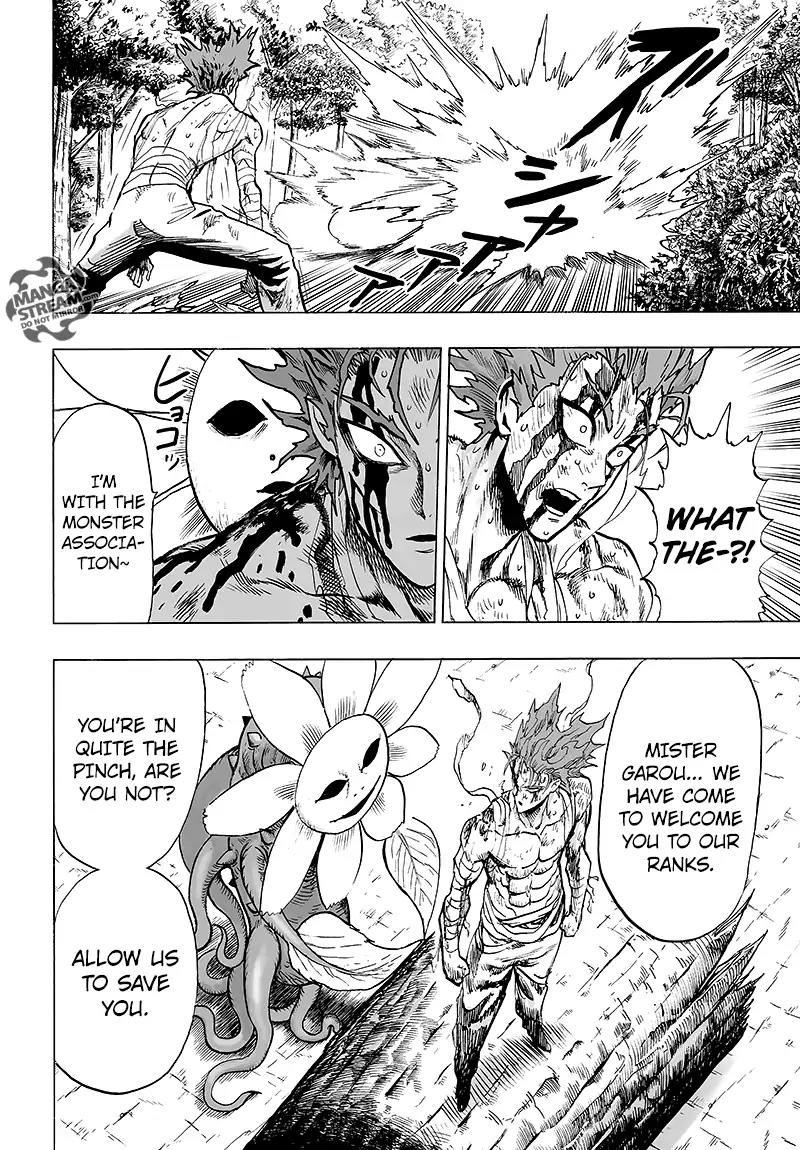 ズ
シャアアア
MANGA
STREAM.com
DO NOT MIRROR
WHAT
THE-?!
ヒョコッ
I'M
WITH THE
MONSTER
ASSOCIA-
TION~
MISTER
GAROU... WE
HAVE COME
TO WELCOME
YOU TO OUR
RANKS.
YOU'RE IN
QUITE THE
PINCH, ARE
YOU NOT?
ALLOW US
TO SAVE
YOU.